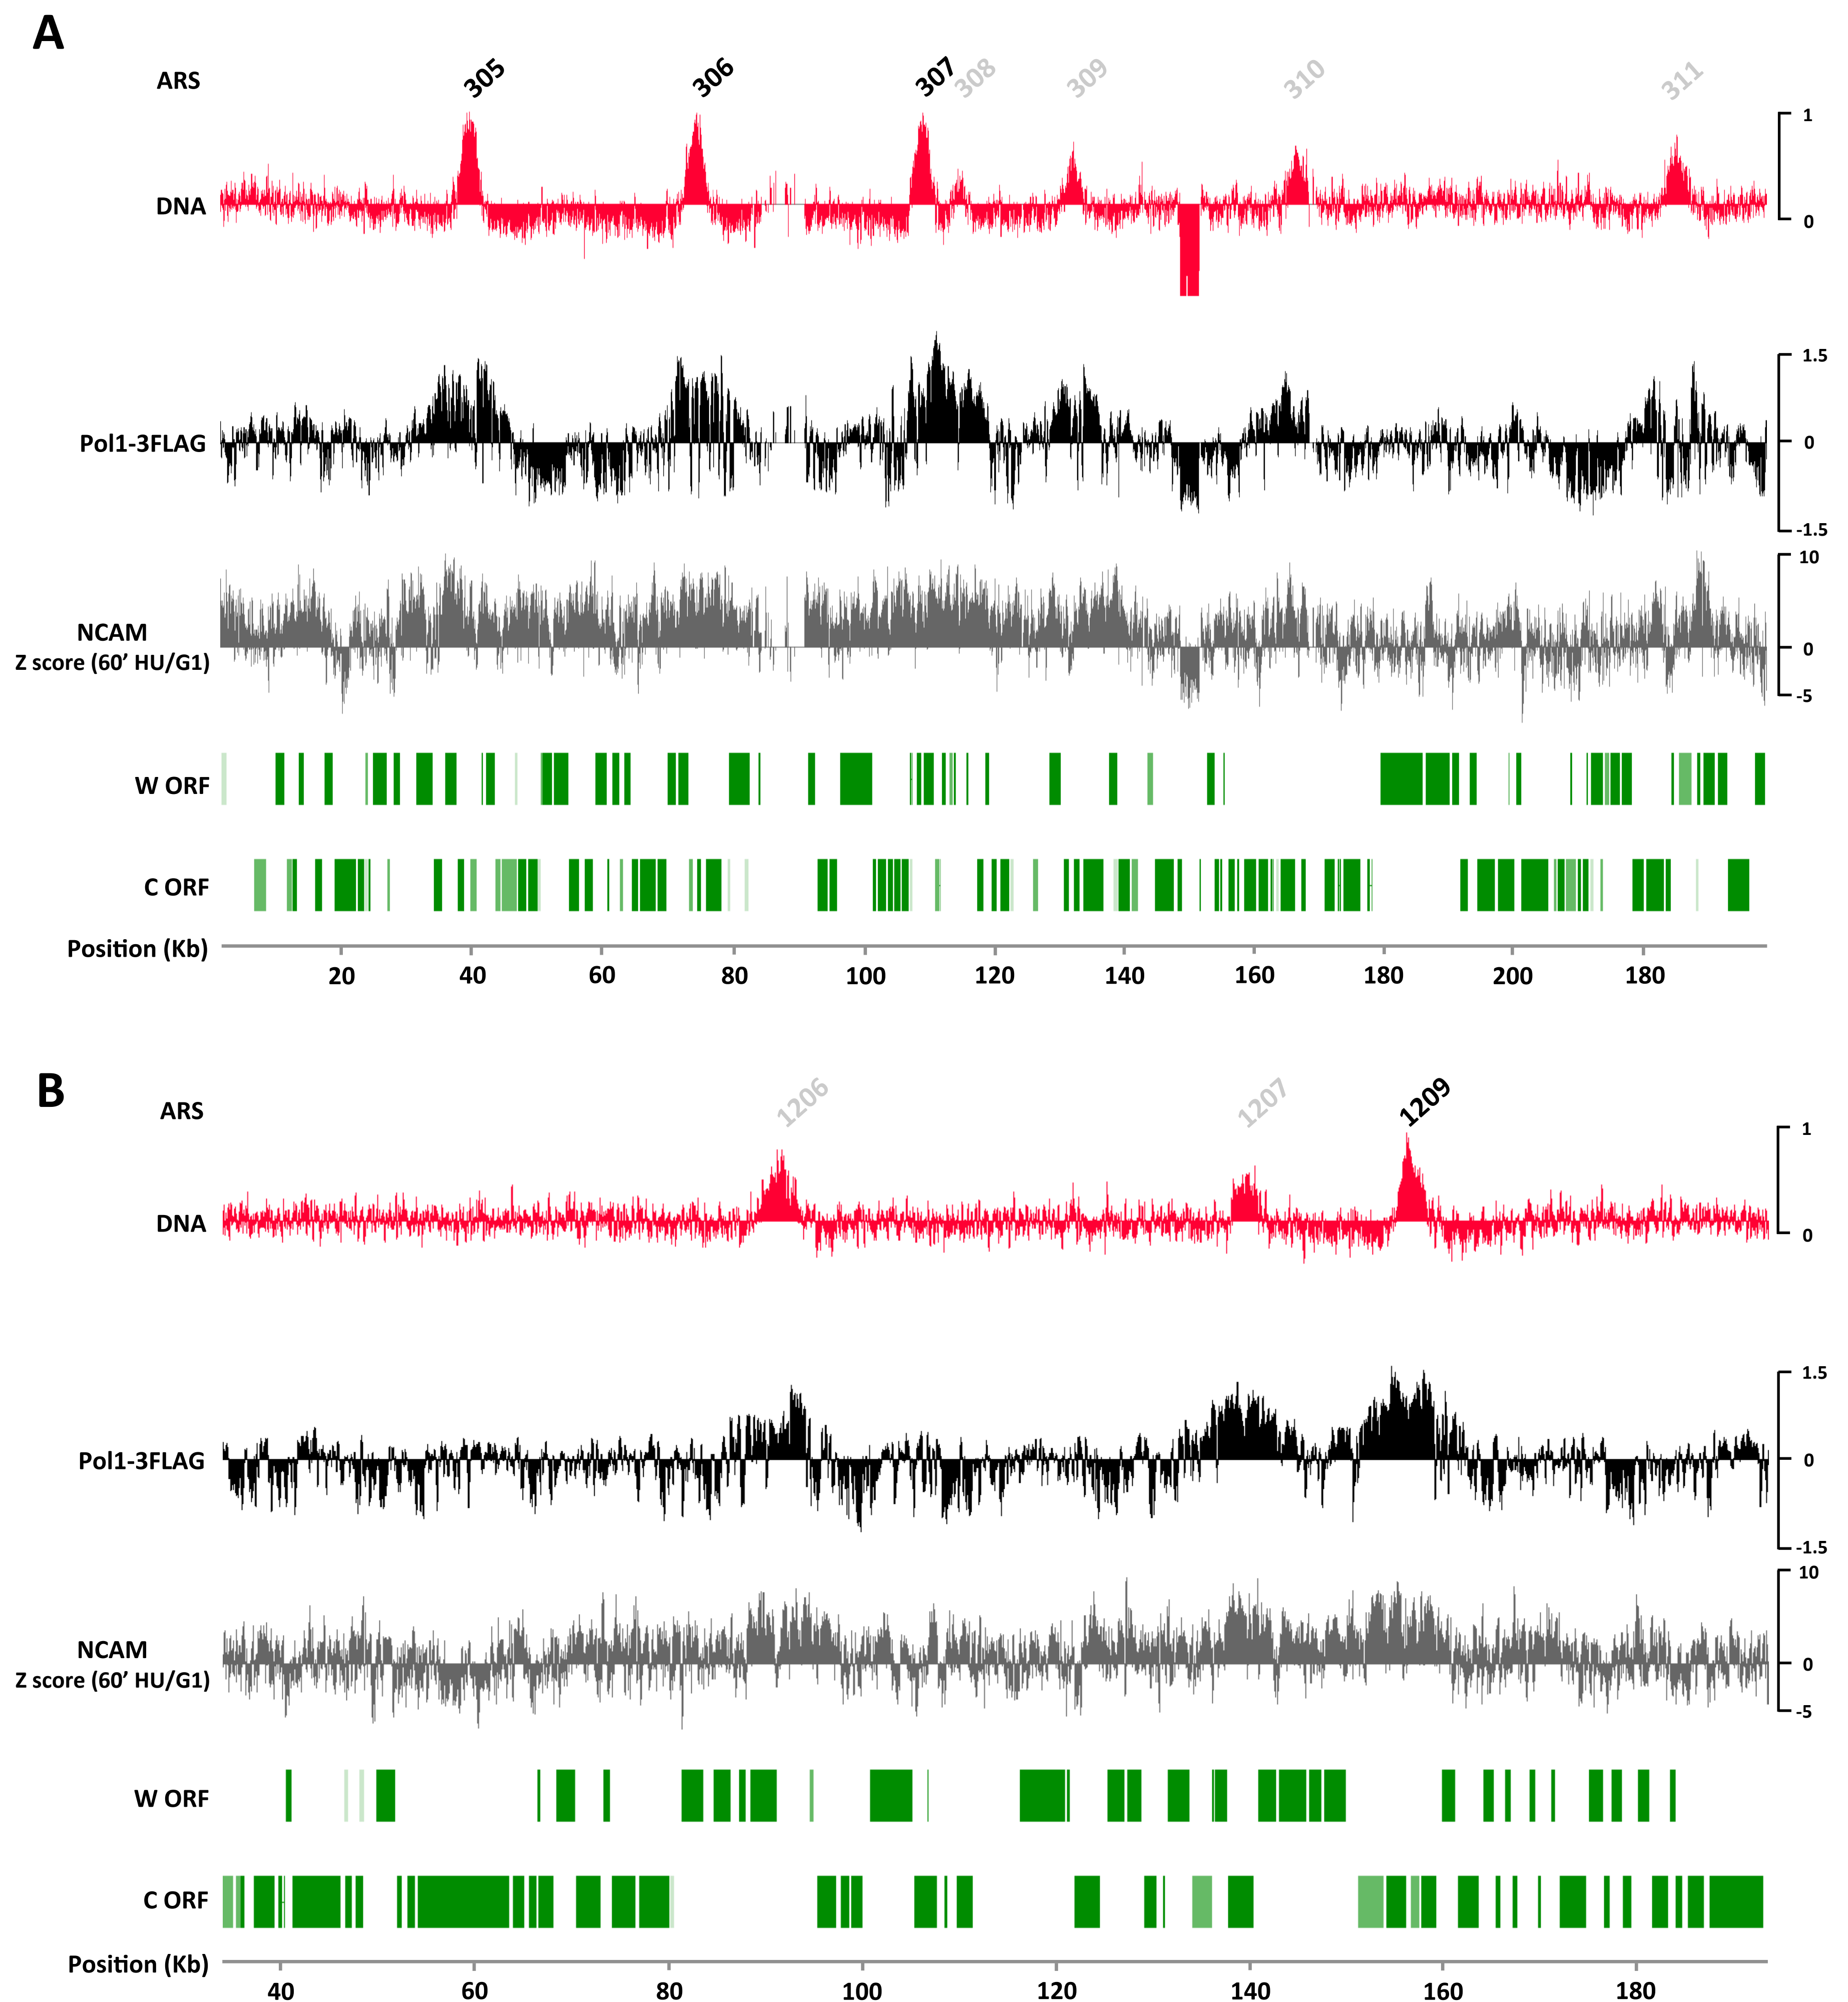 A
ARS
305 306 307 308 309 310 311
DNA
1
0
Pol1-3FLAG
1.5
0
-1.5
NCAM
Z score (60’ HU/G1)
10
0
-5
W ORF
C ORF
Position (Kb)
20 40 60 80 100 120 140 160 180 200 180
B
ARS
1206 1207 1209
DNA
1
0
Pol1-3FLAG
1.5
0
-1.5
NCAM
Z score (60’ HU/G1)
10
0
-5
W ORF
C ORF
Position (Kb)
40 60 80 100 120 140 160 180